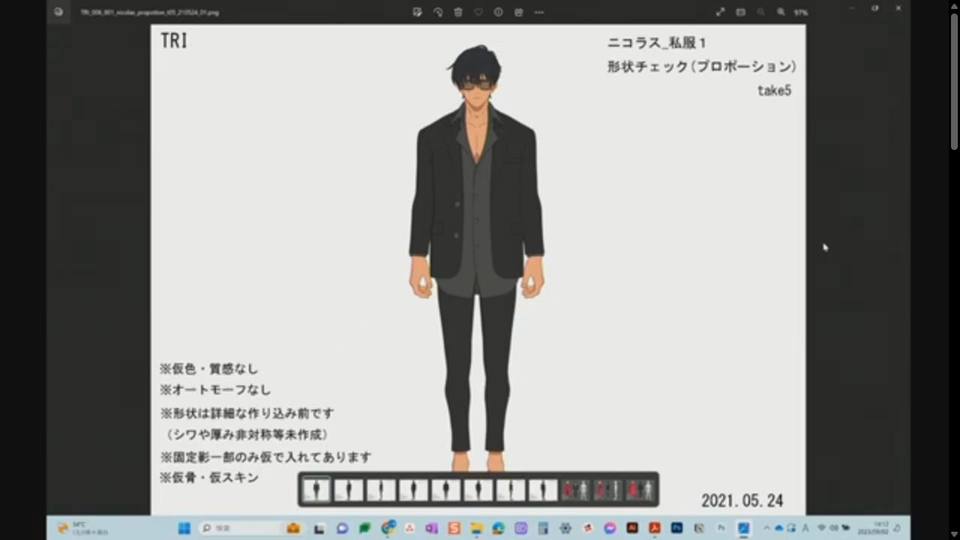 TRI
ニコラス_私服1
形状チェック(プロポーション)
take5
※仮色・質感なし
※オートモーフなし
※形状は詳細な作り込み前です
(シワや厚み非対称等未作成)
※固定影一部のみ仮で入れてあります
※仮骨・仮スキン
2021.05.24
97%
検索